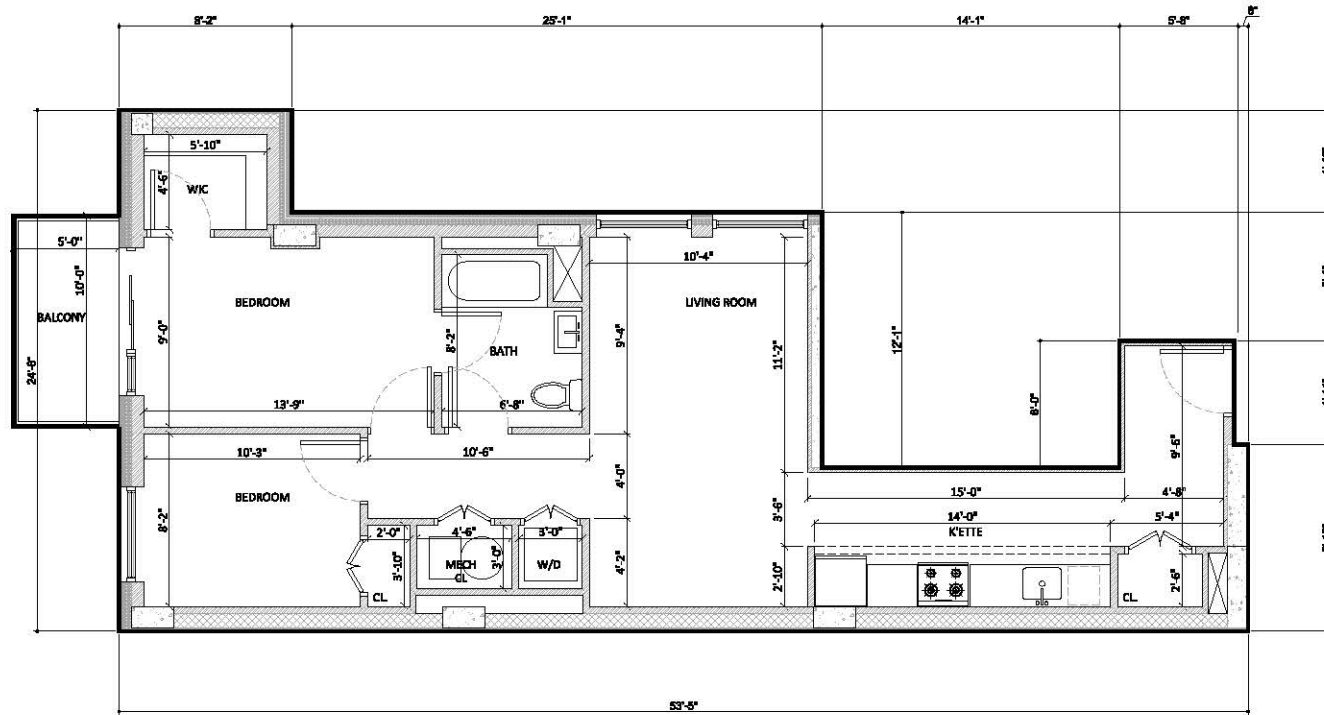 8'-2" 25'-1" 14'-1" 5'-8" 8"
5'-10"
4'-6"
WIC
5'-0"
10'-0"
BALCONY
24'-8"
BEDROOM
9'-0"
13'-9"
8'-2"
BATH
6'-8"
10'-4"
LIVING ROOM
9'-4"
11'-2"
12'-1"
6'-0"
9'-6"
10'-3"
10'-6"
BEDROOM
8'-2"
4'-0"
3'-6"
15'-0" 4'-8"
14'-0" 5'-4"
K'ETTE
2'-0" 4'-6" 3'-0"
3'-10"
MECH
CL
3'-0"
W/D
CL
4'-2"
2'-10"
CL
2'-6"
53'-5"